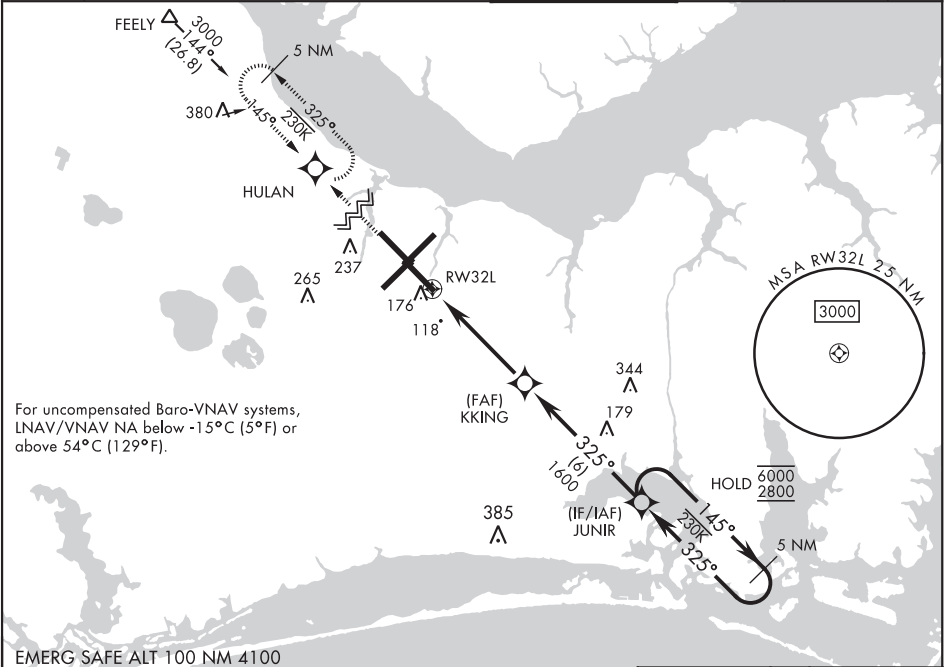 FEELY
3000
144°
(26.8)
5 NM
380
145°
230K
325°
HULAN
237
265
RW32L
176
118
MSA RW32L 25 NM
3000
(FAF)
KKING
344
179
For uncompensated Baro-VNAV systems,
LNAV/VNAV NA below -15°C (5°F) or
above 54°C (129°F).
325°
(6)
1600
(IF/IAF)
JUNIR
HOLD
6000
2800
145°
230K
325°
5 NM
385
EMERG SAFE ALT 100 NM 4100